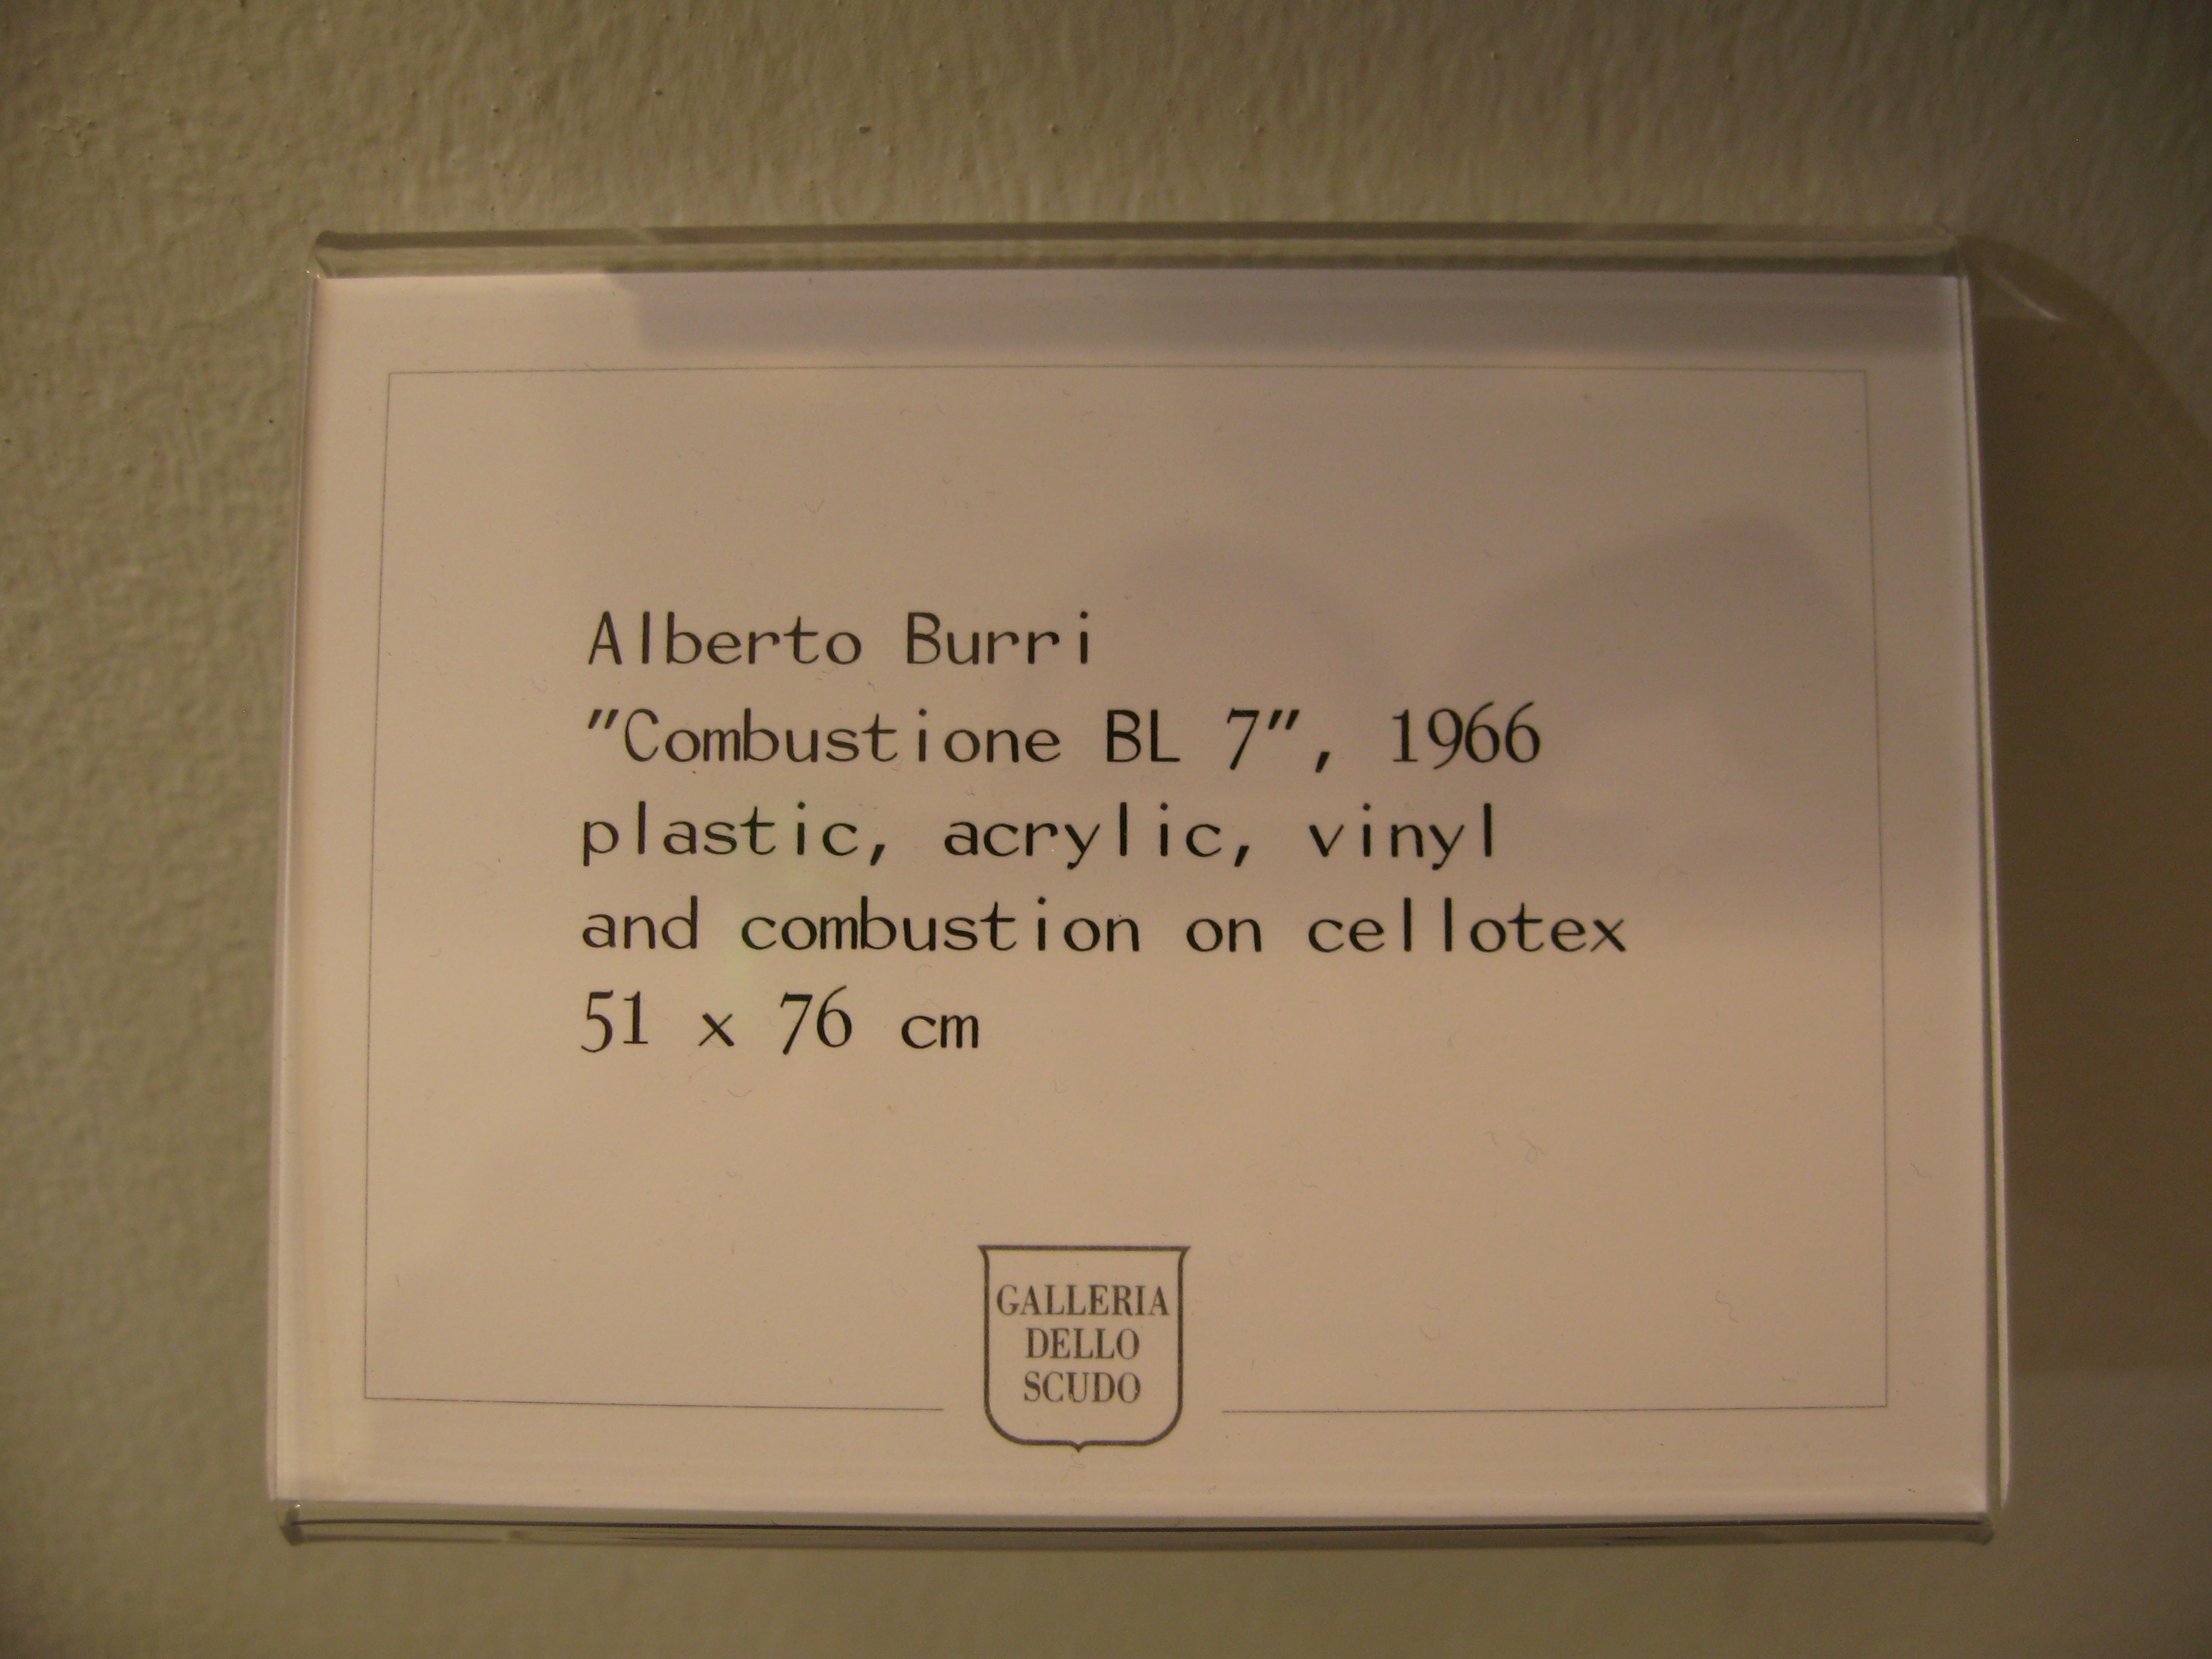 Alberto Burri
"Combustione BL 7", 1966
plastic, acrylic, vinyl
and combustion on cellotex
51 x 76 cm
GALLERIA
DELLO
SCUDO